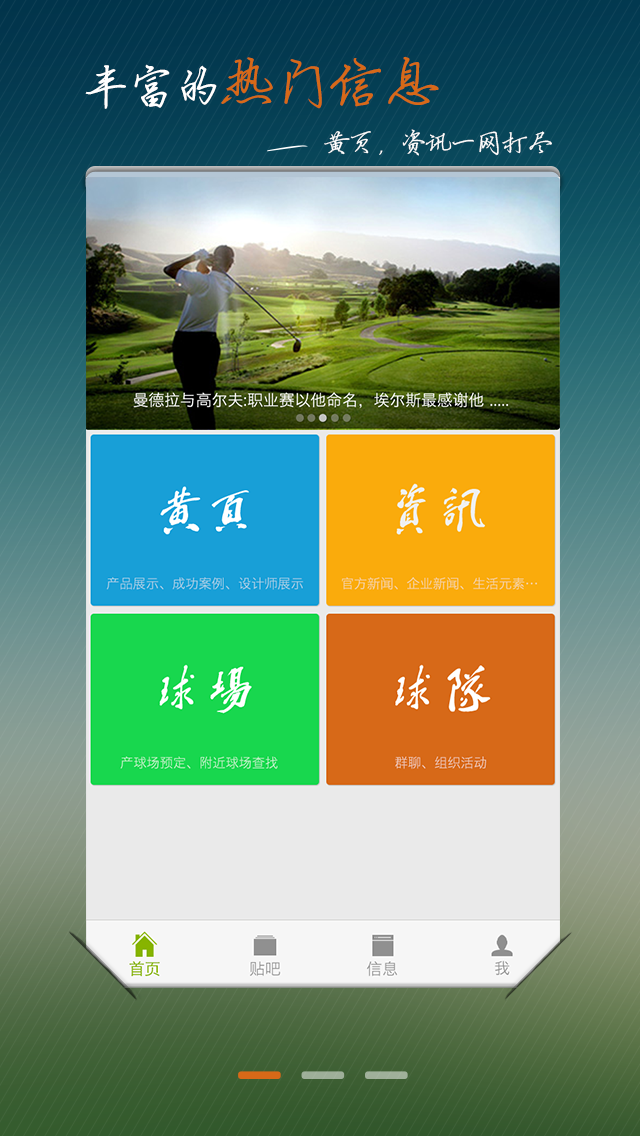 丰富的热门信息
—— 黄页，资讯一网打尽
曼德拉与高尔夫:职业赛以他命名，埃尔斯最感谢他 .....
黄頁
資訊
产品展示、成功案例、设计师展示
官方新闻、企业新闻、生活元素…
球場
球隊
产球场预定、附近球场查找
群聊、组织活动
首页
贴吧
信息
我